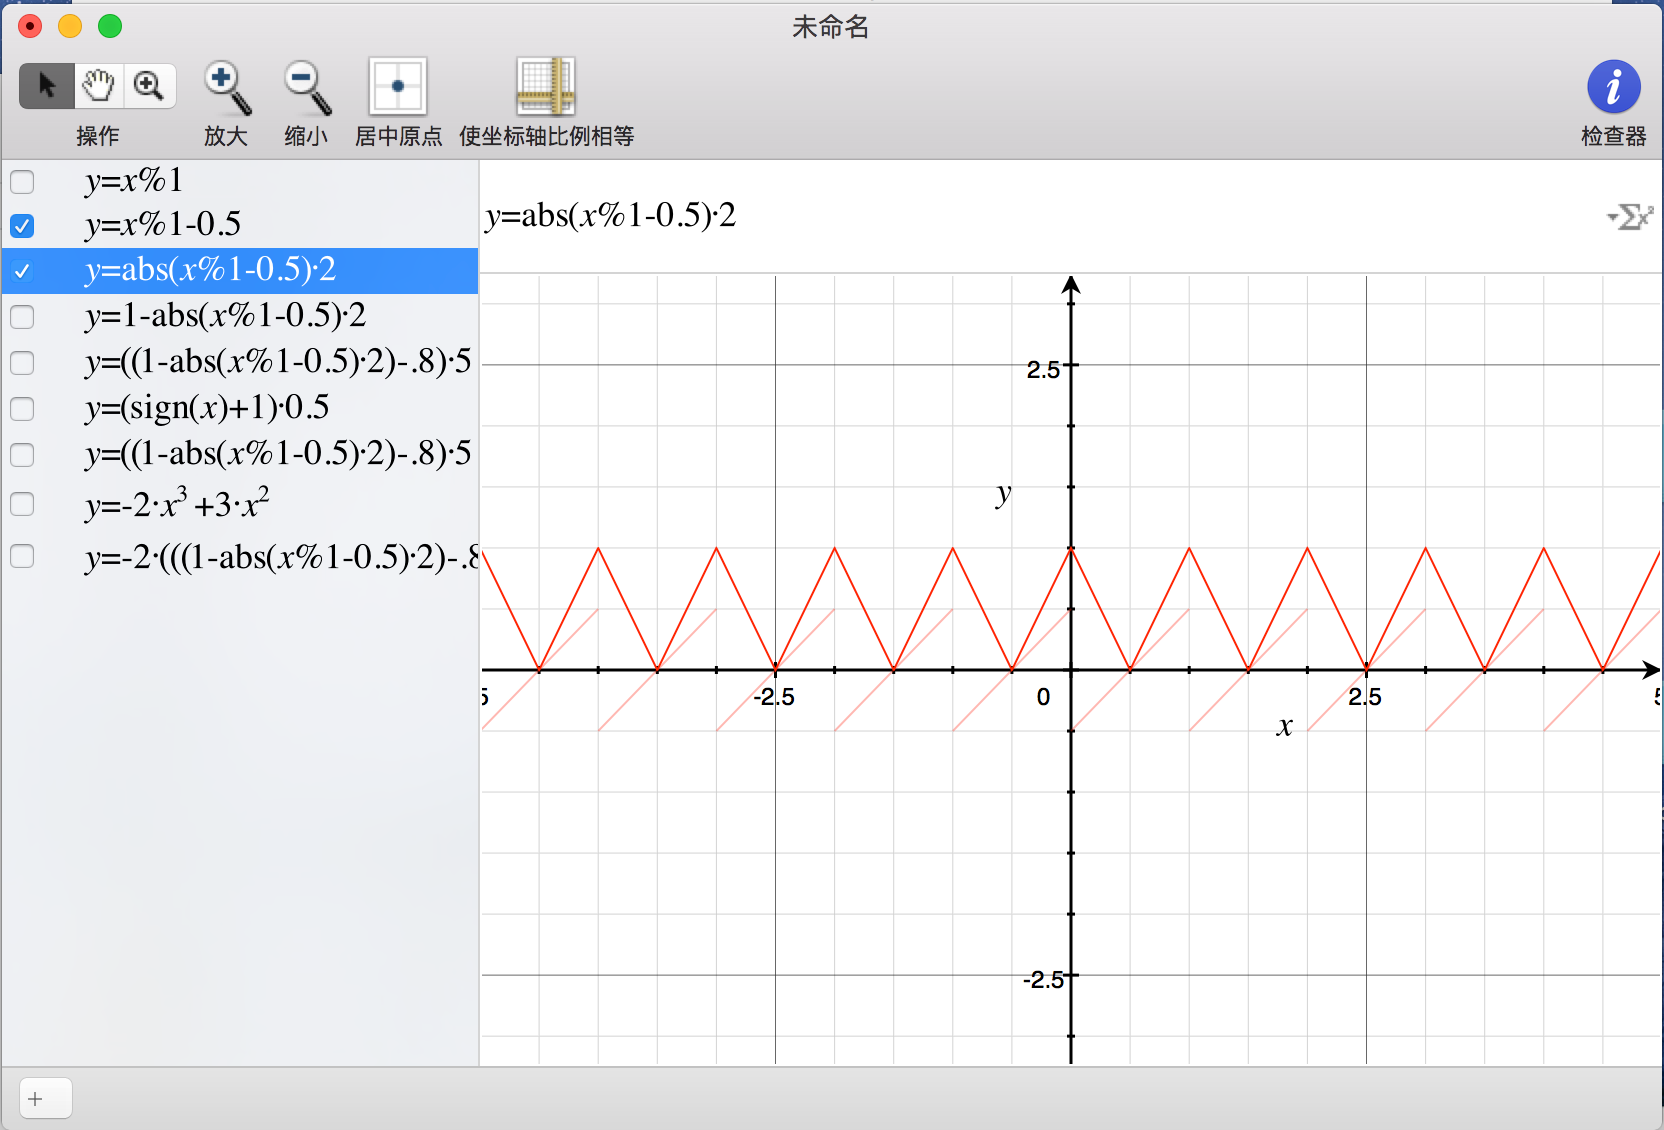 未命名
操作 放大 缩小 居中原点 使坐标轴比例相等 检查器
y=x%1
y=x%1-0.5
y=abs(x%1-0.5)·2
y=1-abs(x%1-0.5)·2
y=((1-abs(x%1-0.5)·2)-.8)·5
y=(sign(x)+1)·0.5
y=((1-abs(x%1-0.5)·2)-.8)·5
y=-2·x³+3·x²
y=-2·(((1-abs(x%1-0.5)·2)-.8
y=abs(x%1-0.5)·2
Σx²
2.5
y
5 -2.5 0 2.5 5
x
-2.5